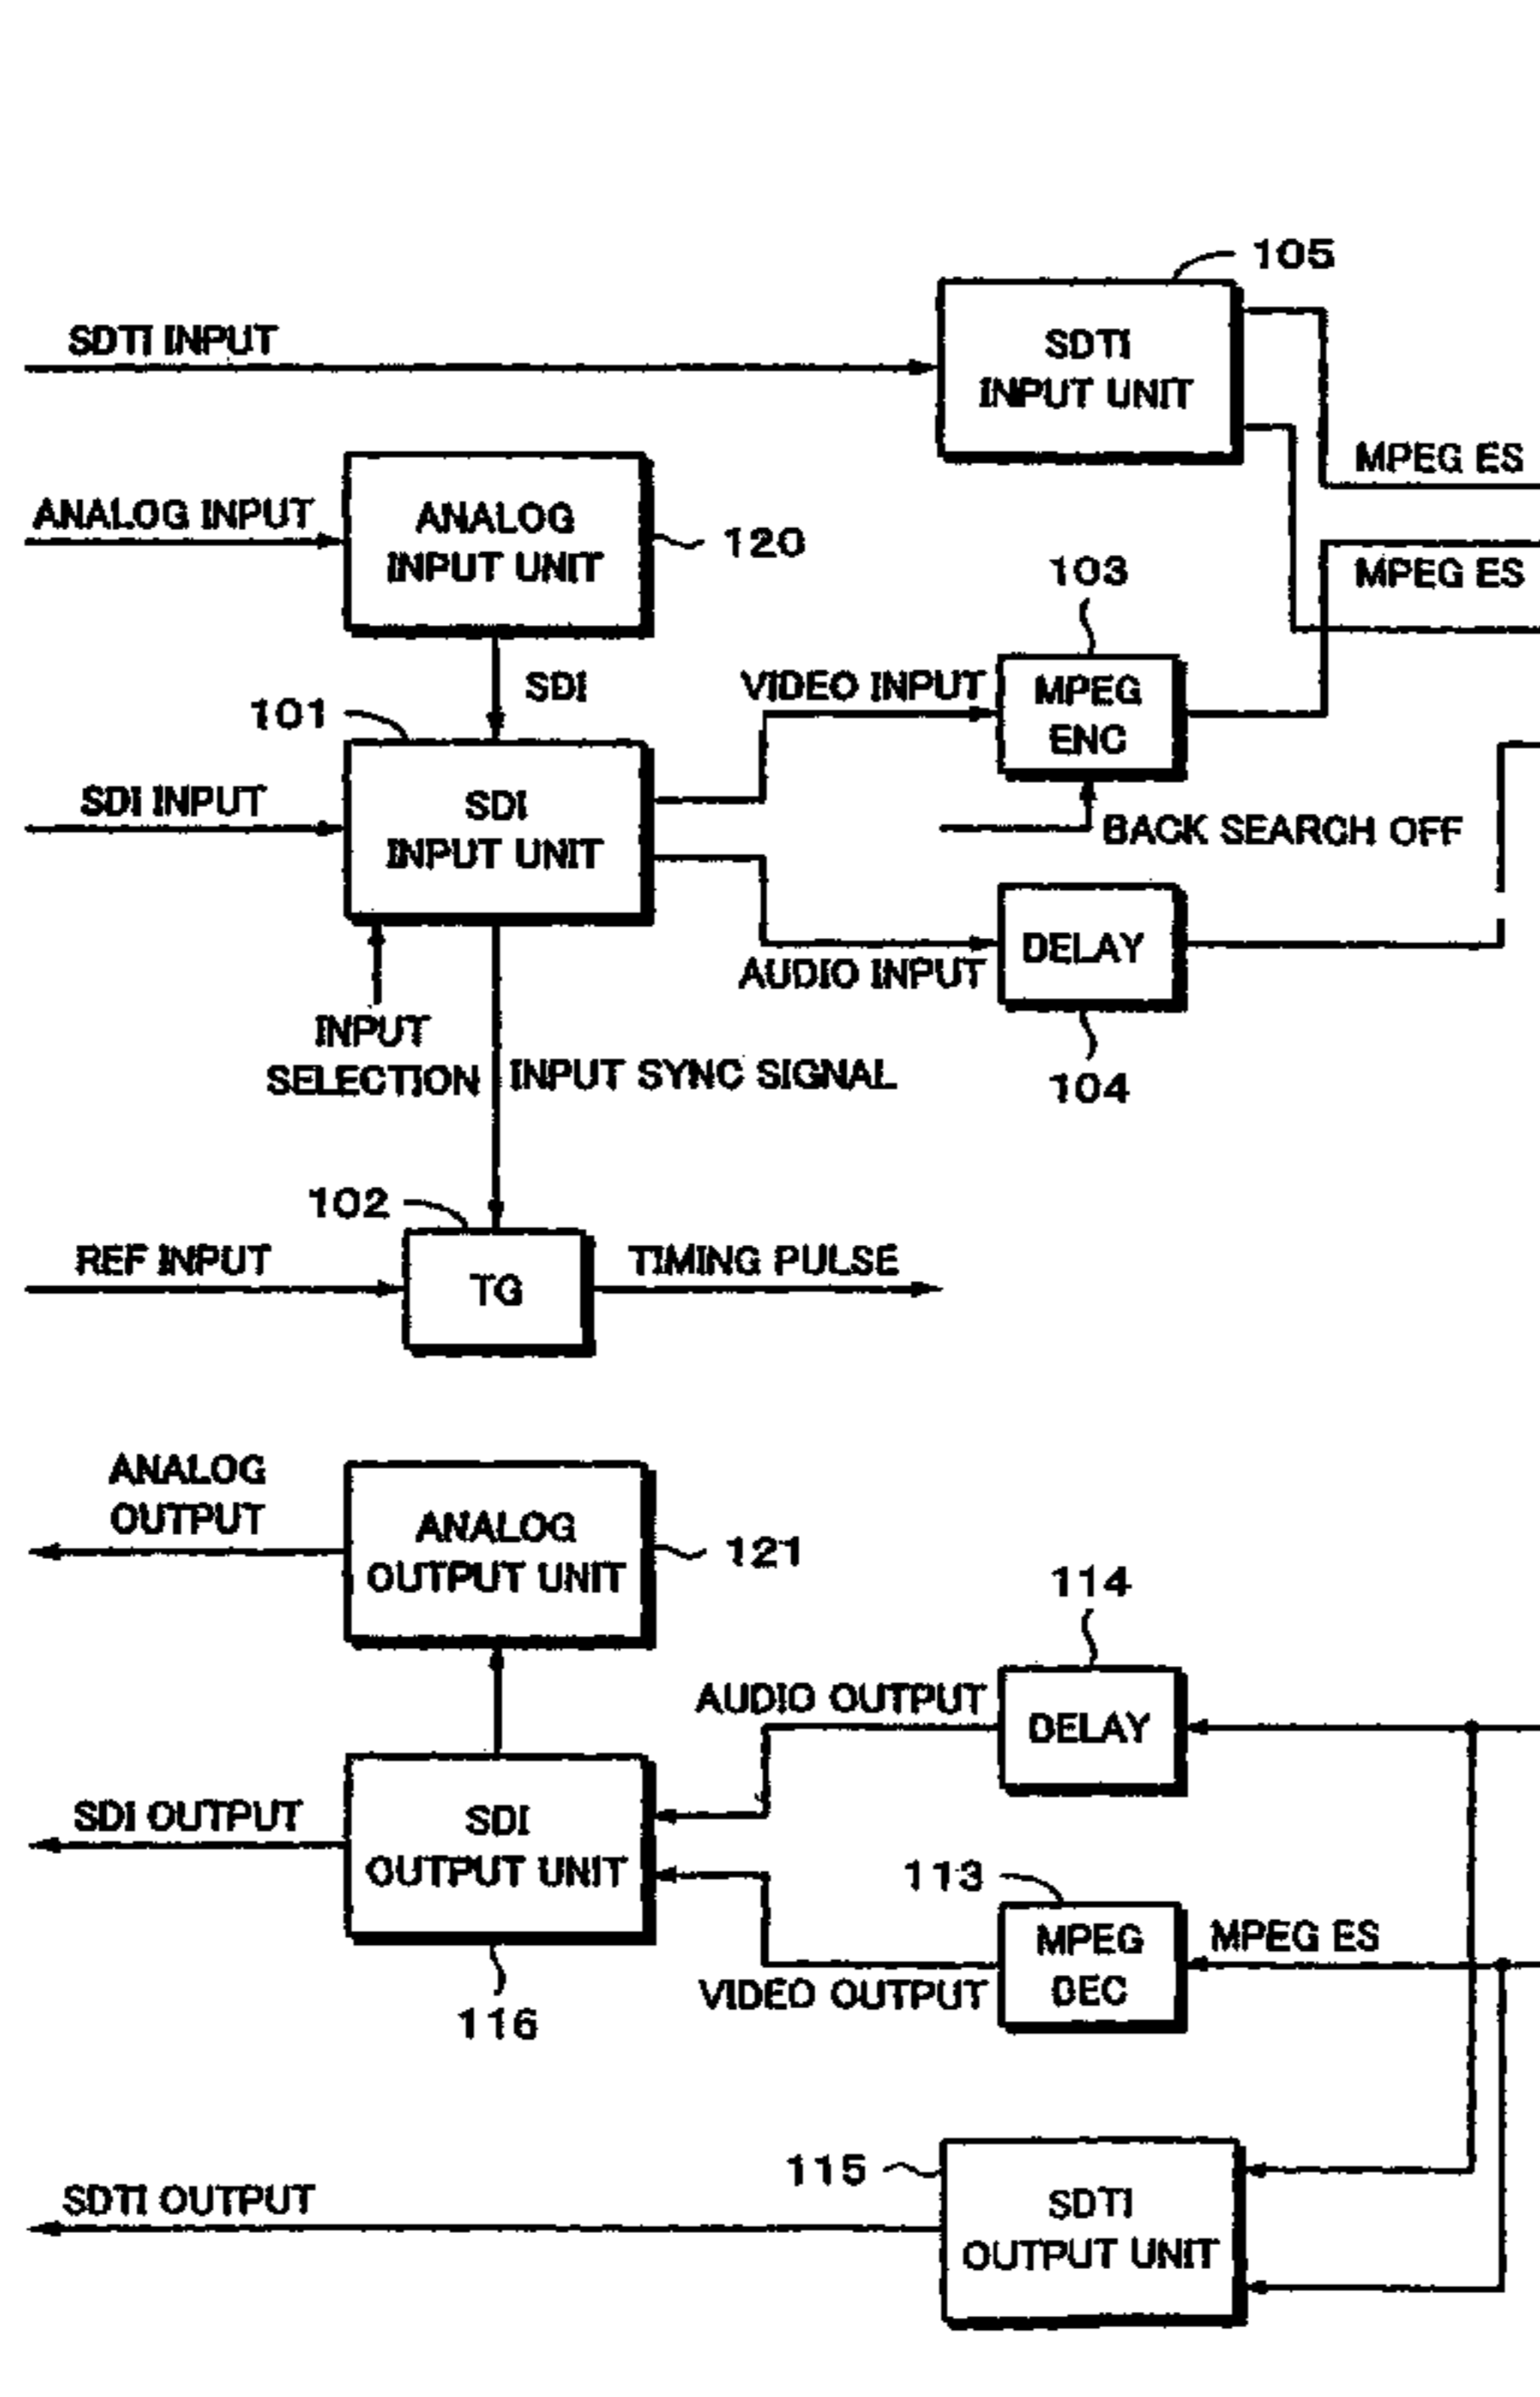 105
SDTI INPUT
SDTI
INPUT UNIT
MPEG ES
ANALOG INPUT
ANALOG
INPUT UNIT
120
103
MPEG ES
SDI
VIDEO INPUT
MPEG
ENC
101
SDI INPUT
SDI
INPUT UNIT
BACK SEARCH OFF
DELAY
AUDIO INPUT
INPUT
SELECTION
INPUT SYNC SIGNAL
104
102
REF INPUT
TG
TIMING PULSE
ANALOG
OUTPUT
ANALOG
OUTPUT UNIT
121
114
AUDIO OUTPUT
DELAY
SDI OUTPUT
SDI
OUTPUT UNIT
113
MPEG
DEC
MPEG ES
VIDEO OUTPUT
116
115
SDTI OUTPUT
SDTI
OUTPUT UNIT